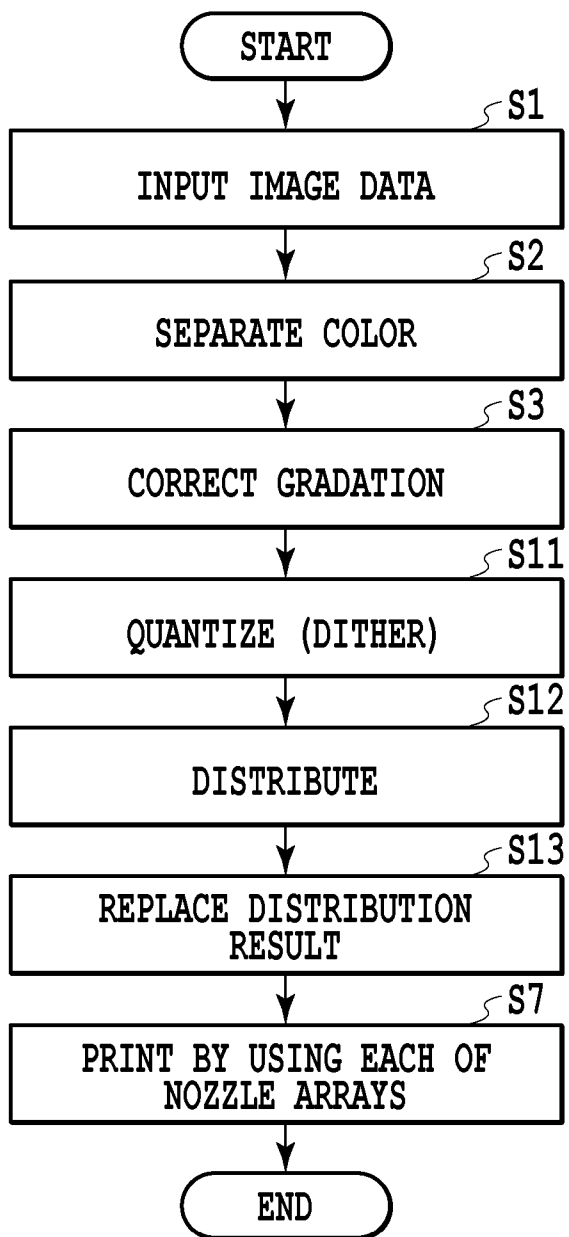 START
S1
INPUT IMAGE DATA
S2
SEPARATE COLOR
S3
CORRECT GRADATION
S11
QUANTIZE (DITHER)
S12
DISTRIBUTE
S13
REPLACE DISTRIBUTION
RESULT
S7
PRINT BY USING EACH OF
NOZZLE ARRAYS
END